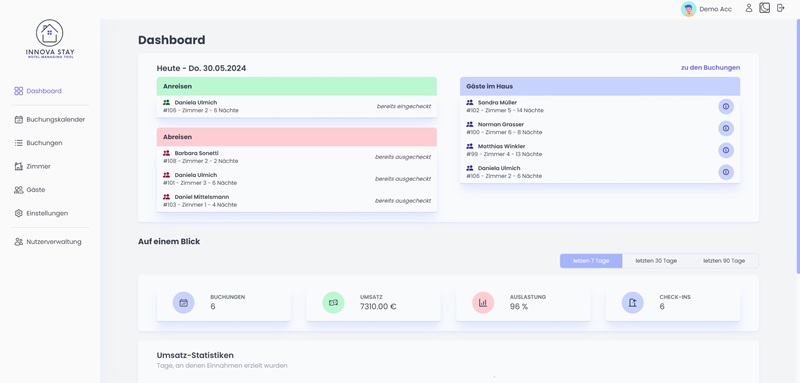 Demo Acc
INNOVA STAY
HOTEL MANAGING TOOL
Dashboard
Buchungskalender
Buchungen
Zimmer
Gäste
Einstellungen
Nutzerverwaltung
Dashboard
Heute - Do. 30.05.2024
zu den Buchungen
Anreisen
Daniela Ulmich
#106 - Zimmer 2 - 6 Nächte
bereits eingecheckt
Abreisen
Barbara Sonetti
#108 - Zimmer 2 - 2 Nächte
bereits ausgecheckt
Daniela Ulmich
#101 - Zimmer 3 - 6 Nächte
bereits ausgecheckt
Daniel Mittelsmann
#103 - Zimmer 1 - 4 Nächte
bereits ausgecheckt
Gäste im Haus
Sandra Müller
#102 - Zimmer 5 - 14 Nächte
Norman Grasser
#100 - Zimmer 6 - 8 Nächte
Matthias Winkler
#99 - Zimmer 4 - 13 Nächte
Daniela Ulmich
#106 - Zimmer 2 - 6 Nächte
Auf einem Blick
letzen 7 Tage
letzten 30 Tage
letzten 90 Tage
BUCHUNGEN
6
UMSATZ
7310.00 €
AUSLASTUNG
96 %
CHECK-INS
6
Umsatz-Statistiken
Tage, an denen Einnahmen erzielt wurden